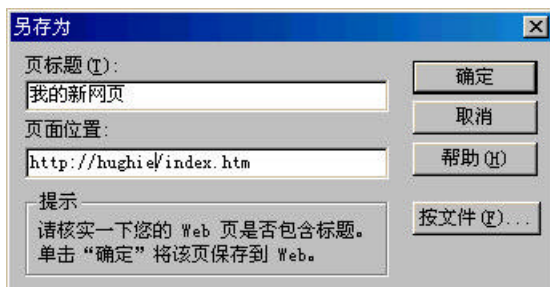 另存为
页标题(T):
我的新网页
确定
取消
页面位置:
http://hughie/index.htm
帮助(H)
提示
请核实一下您的 Web 页是否包含标题。
单击“确定”将该页保存到 Web。
按文件(F)...